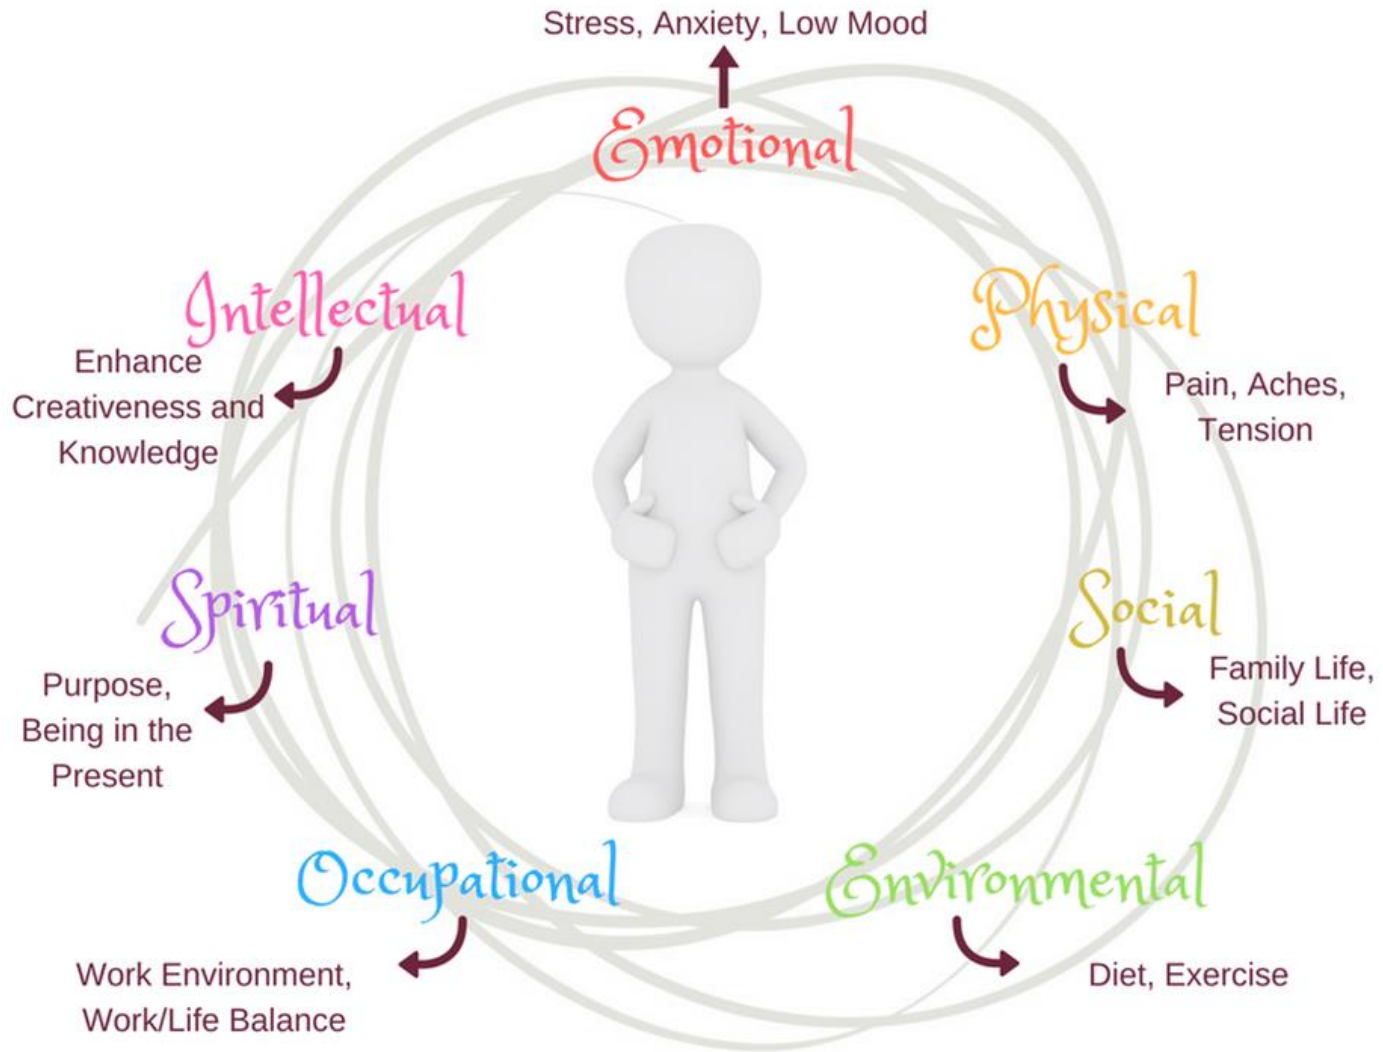 Stress, Anxiety, Low Mood
Emotional
Intellectual
Enhance
Creativeness and
Knowledge
Physical
Pain, Aches,
Tension
Spiritual
Purpose,
Being in the
Present
Social
Family Life,
Social Life
Occupational
Work Environment,
Work/Life Balance
Environmental
Diet, Exercise